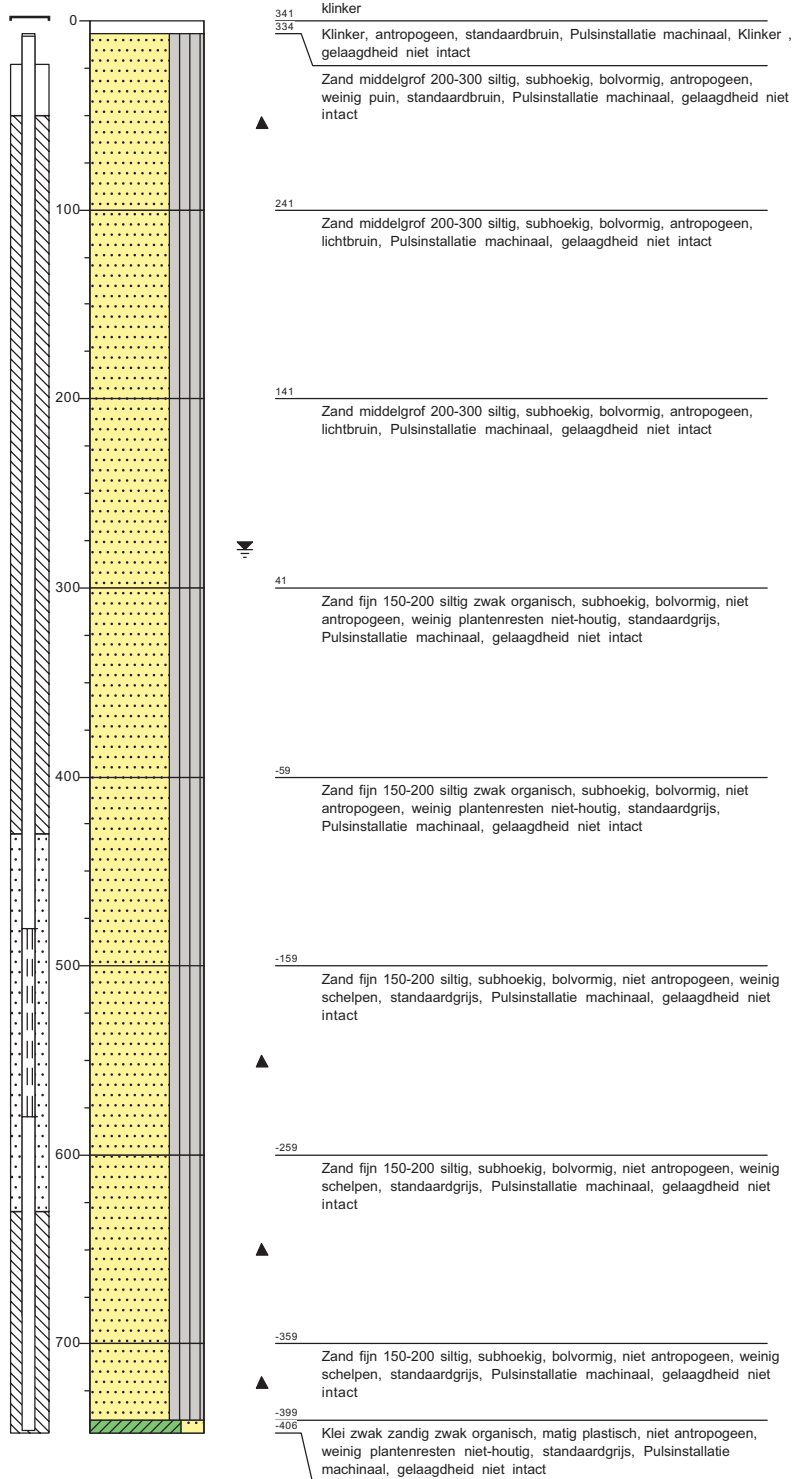 klinker
0
341
334
Klinker, antropogeen, standaardbruin, Pulsinstallatie machinaal, Klinker ,
gelaagdheid niet intact
Zand middelgrof 200-300 siltig, subhoekig, bolvormig, antropogeen,
weinig puin, standaardbruin, Pulsinstallatie machinaal, gelaagdheid niet
intact
100
241
Zand middelgrof 200-300 siltig, subhoekig, bolvormig, antropogeen,
lichtbruin, Pulsinstallatie machinaal, gelaagdheid niet intact
200
141
Zand middelgrof 200-300 siltig, subhoekig, bolvormig, antropogeen,
lichtbruin, Pulsinstallatie machinaal, gelaagdheid niet intact
300
41
Zand fijn 150-200 siltig zwak organisch, subhoekig, bolvormig, niet
antropogeen, weinig plantenresten niet-houtig, standaardgrijs,
Pulsinstallatie machinaal, gelaagdheid niet intact
400
-59
Zand fijn 150-200 siltig zwak organisch, subhoekig, bolvormig, niet
antropogeen, weinig plantenresten niet-houtig, standaardgrijs,
Pulsinstallatie machinaal, gelaagdheid niet intact
500
-159
Zand fijn 150-200 siltig, subhoekig, bolvormig, niet antropogeen, weinig
schelpen, standaardgrijs, Pulsinstallatie machinaal, gelaagdheid niet
intact
600
-259
Zand fijn 150-200 siltig, subhoekig, bolvormig, niet antropogeen, weinig
schelpen, standaardgrijs, Pulsinstallatie machinaal, gelaagdheid niet
intact
700
-359
Zand fijn 150-200 siltig, subhoekig, bolvormig, niet antropogeen, weinig
schelpen, standaardgrijs, Pulsinstallatie machinaal, gelaagdheid niet
intact
-399
-406
Klei zwak zandig zwak organisch, matig plastisch, niet antropogeen,
weinig plantenresten niet-houtig, standaardgrijs, Pulsinstallatie
machinaal, gelaagdheid niet intact